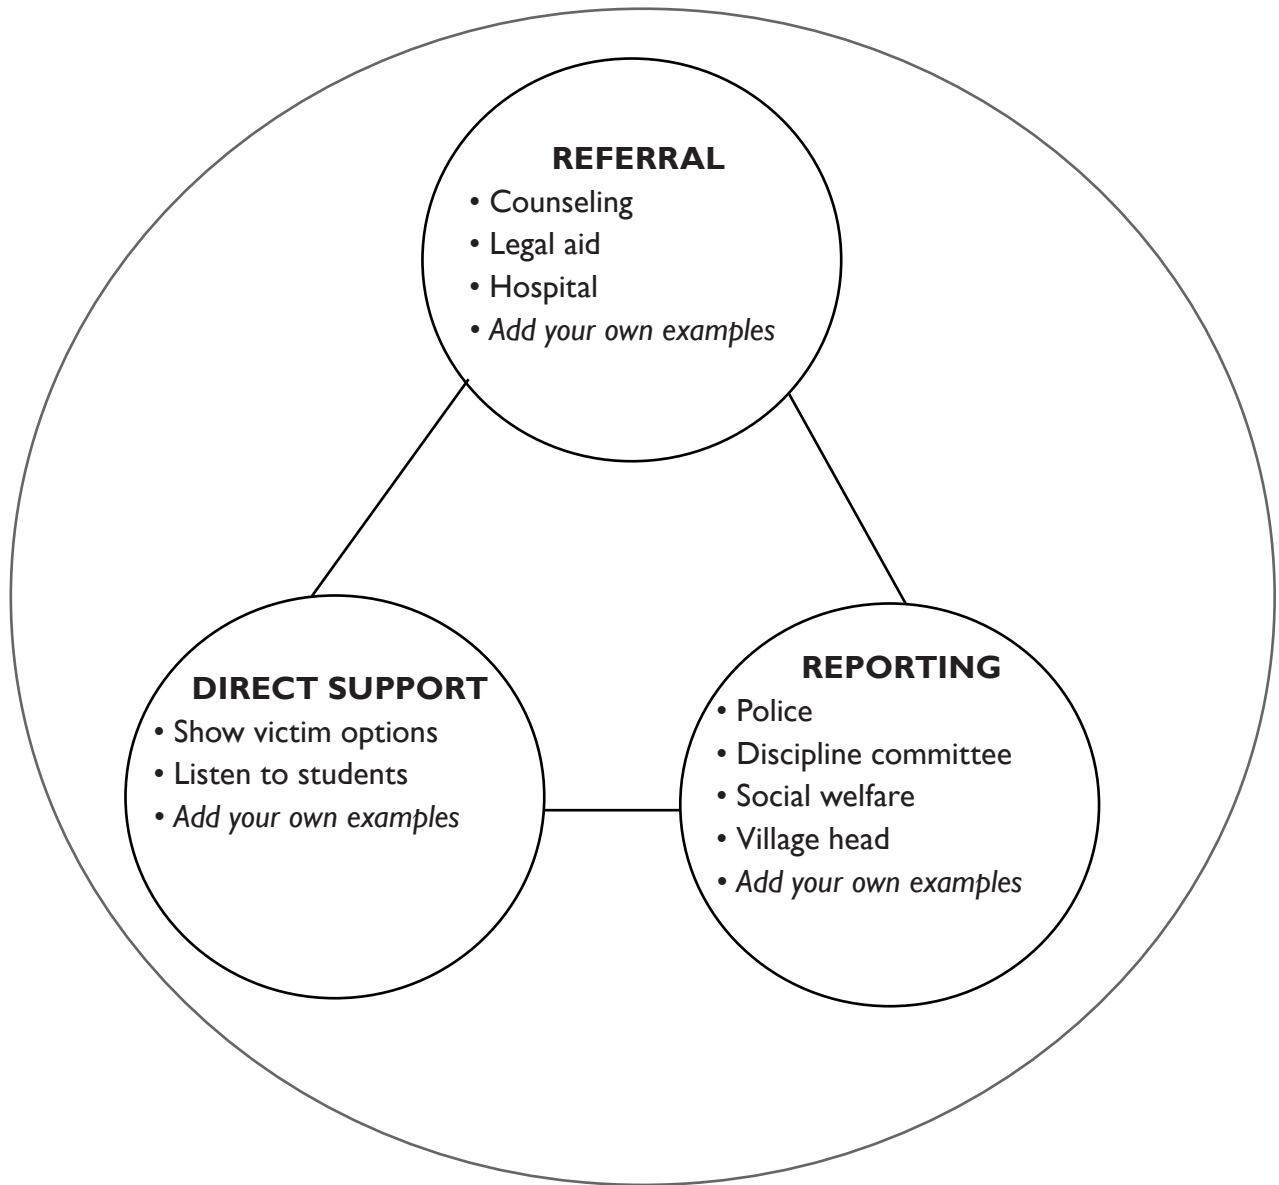 REFERRAL
• Counseling
• Legal aid
• Hospital
• Add your own examples
DIRECT SUPPORT
• Show victim options
• Listen to students
• Add your own examples
REPORTING
• Police
• Discipline committee
• Social welfare
• Village head
• Add your own examples